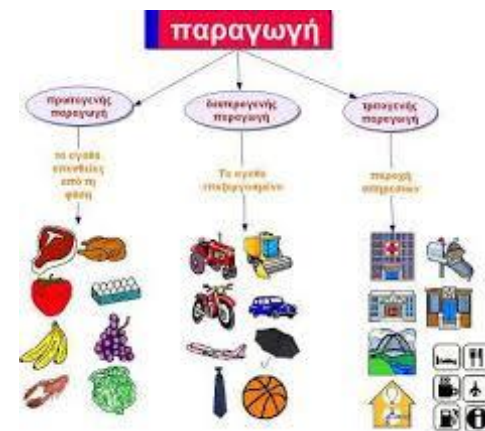 παραγωγή
πρωτογενής
παραγωγή
δευτερογενής
παραγωγή
τριτογενής
παραγωγή
τα αγαθά
απευθείας
από τη
φύση
Τα αγαθά
επεξεργασμένα
παροχή
υπηρεσιών